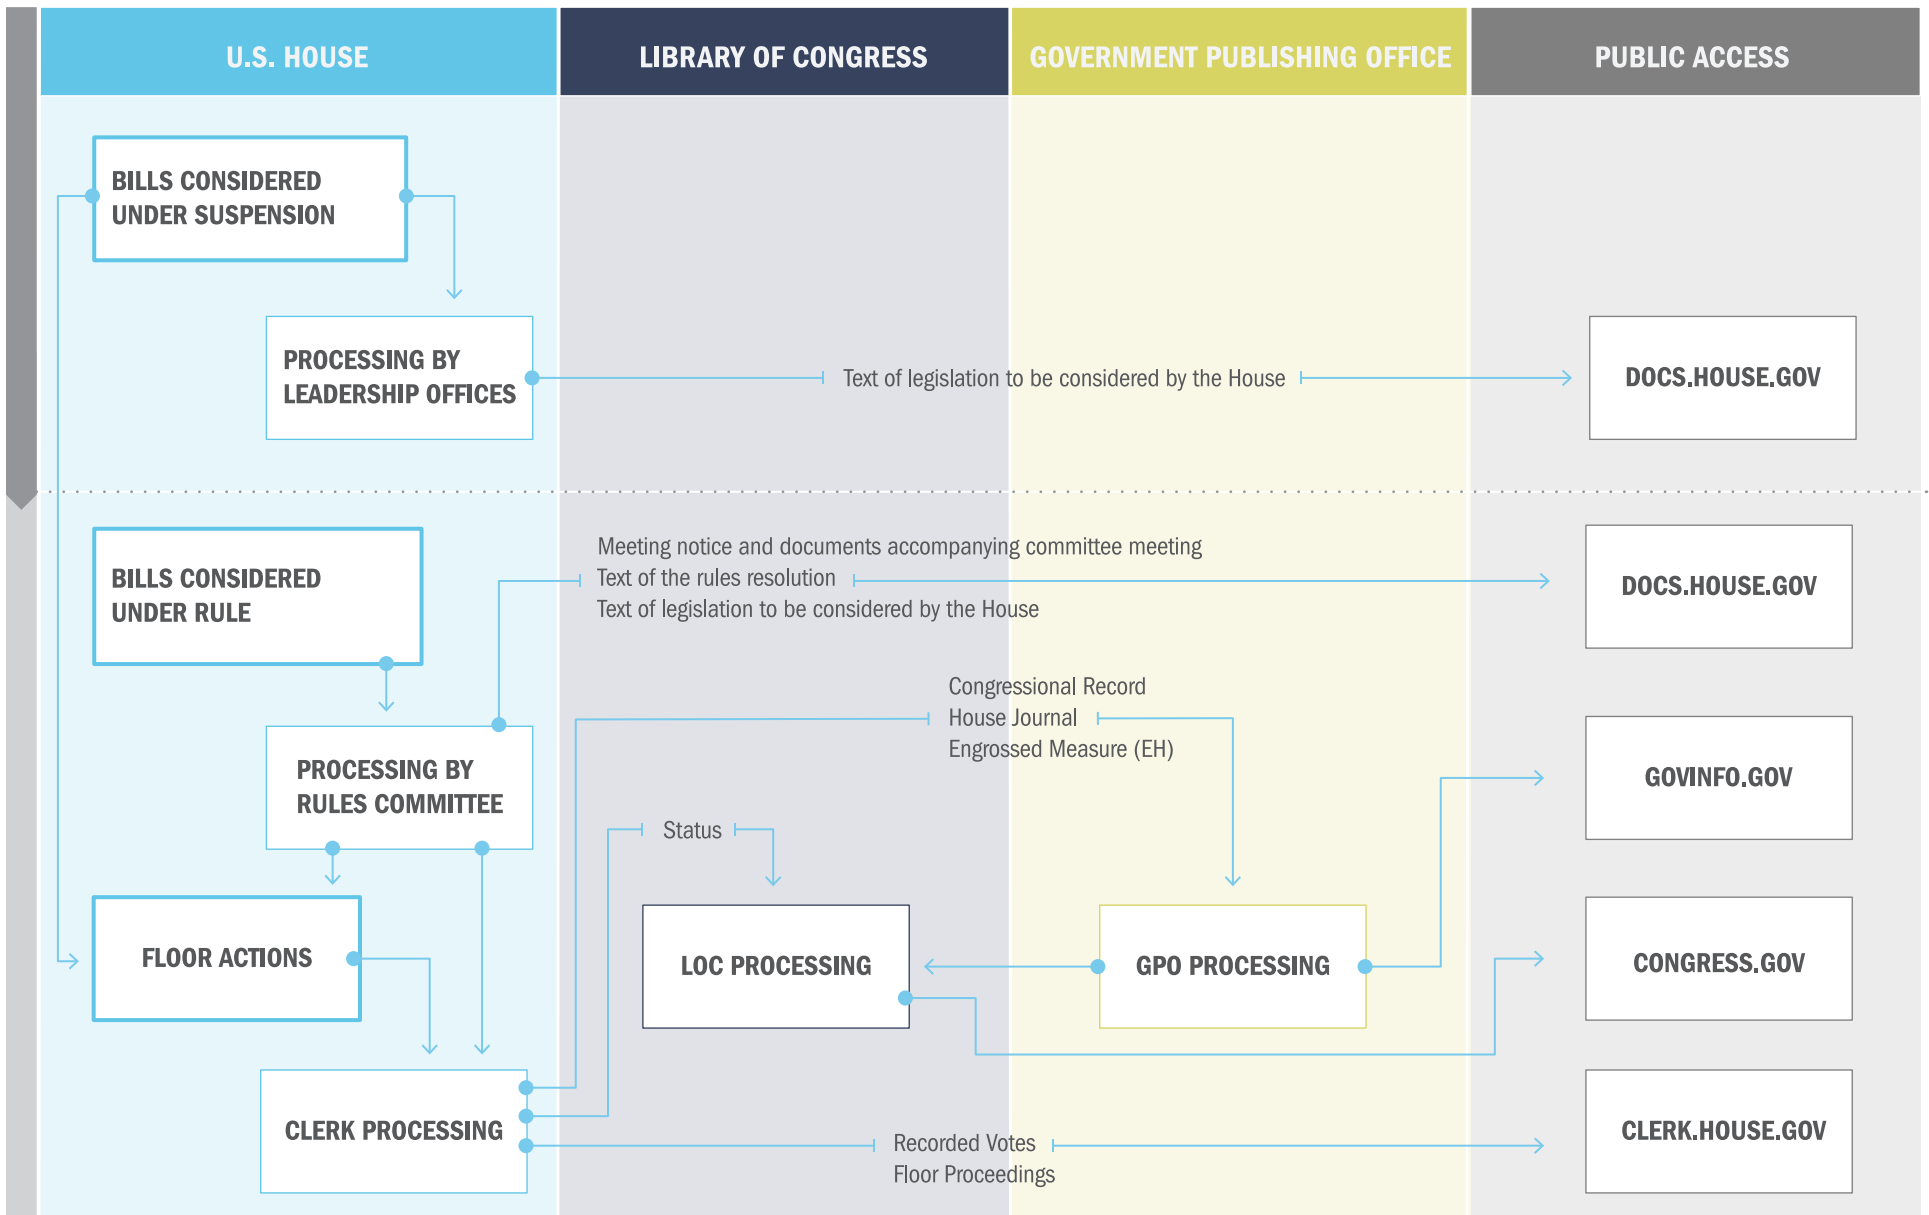 U.S. HOUSE
LIBRARY OF CONGRESS
GOVERNMENT PUBLISHING OFFICE
PUBLIC ACCESS
BILLS CONSIDERED
UNDER SUSPENSION
PROCESSING BY
LEADERSHIP OFFICES
Text of legislation to be considered by the House
DOCS.HOUSE.GOV
BILLS CONSIDERED
UNDER RULE
Meeting notice and documents accompanying committee meeting
Text of the rules resolution
Text of legislation to be considered by the House
DOCS.HOUSE.GOV
PROCESSING BY
RULES COMMITTEE
Congressional Record
House Journal
Engrossed Measure (EH)
GOVINFO.GOV
Status
FLOOR ACTIONS
LOC PROCESSING
GPO PROCESSING
CONGRESS.GOV
CLERK PROCESSING
Recorded Votes
Floor Proceedings
CLERK.HOUSE.GOV